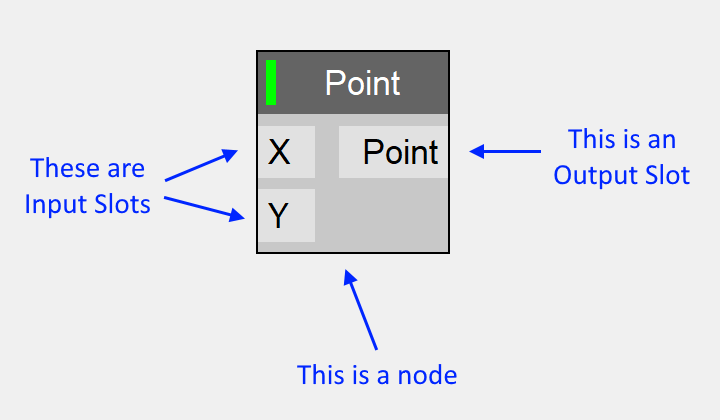 Point
These are
Input Slots
X
Point
Y
This is an
Output Slot
This is a node